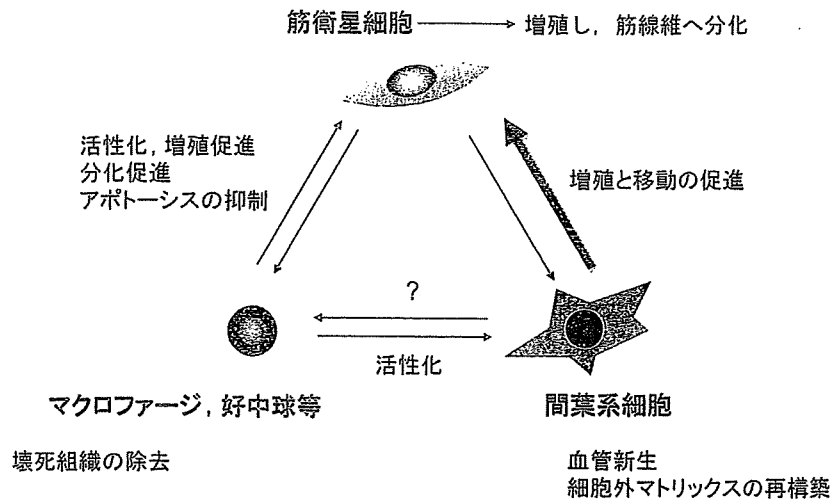 筋衛星細胞
増殖し，筋線維へ分化
活性化，増殖促進
分化促進
アポトーシスの抑制
増殖と移動の促進
?
活性化
マクロファージ，好中球等
間葉系細胞
壊死組織の除去
血管新生
細胞外マトリックスの再構築